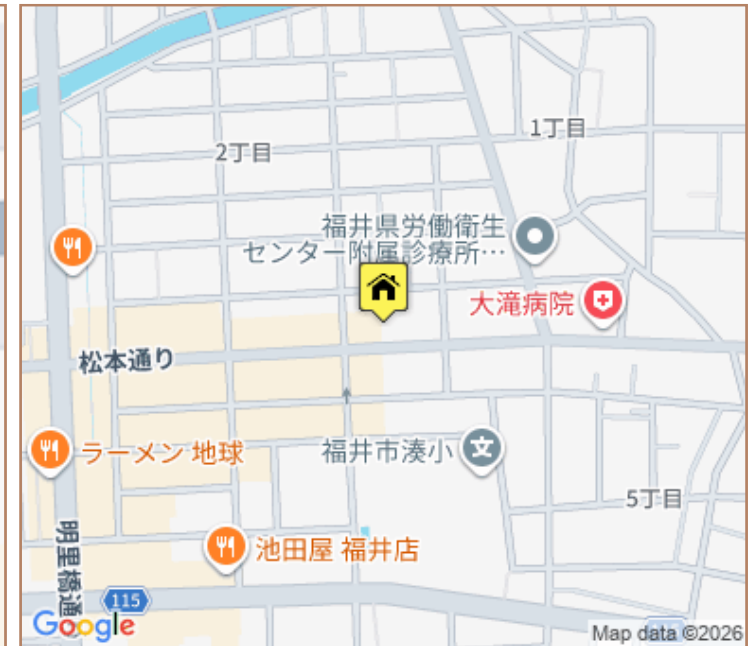 1丁目
2丁目
福井県労働衛生
センター附属診療所…
大滝病院
松本通り
ラーメン 地球
福井市湊小
文
5丁目
明里橋通
池田屋 福井店
115
Google
Map data ©2026